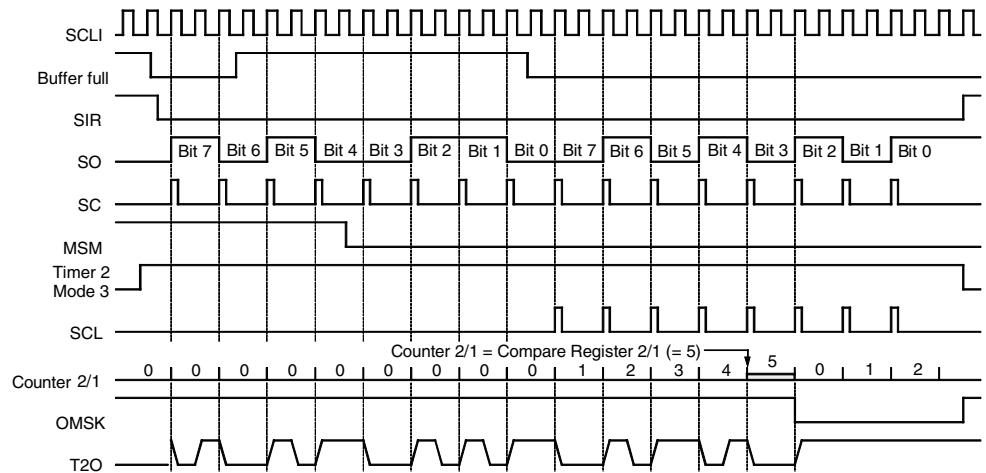 SCLI
Buffer full
SIR
SO
Bit 7 Bit 6 Bit 5 Bit 4 Bit 3 Bit 2 Bit 1 Bit 0 Bit 7 Bit 6 Bit 5 Bit 4 Bit 3 Bit 2 Bit 1 Bit 0
SC
MSM
Timer 2
Mode 3
SCL
Counter 2/1 = Compare Register 2/1 (= 5)
Counter 2/1
0 0 0 0 0 0 0 0 0 1 2 3 4 5 0 1 2
OMSK
T2O